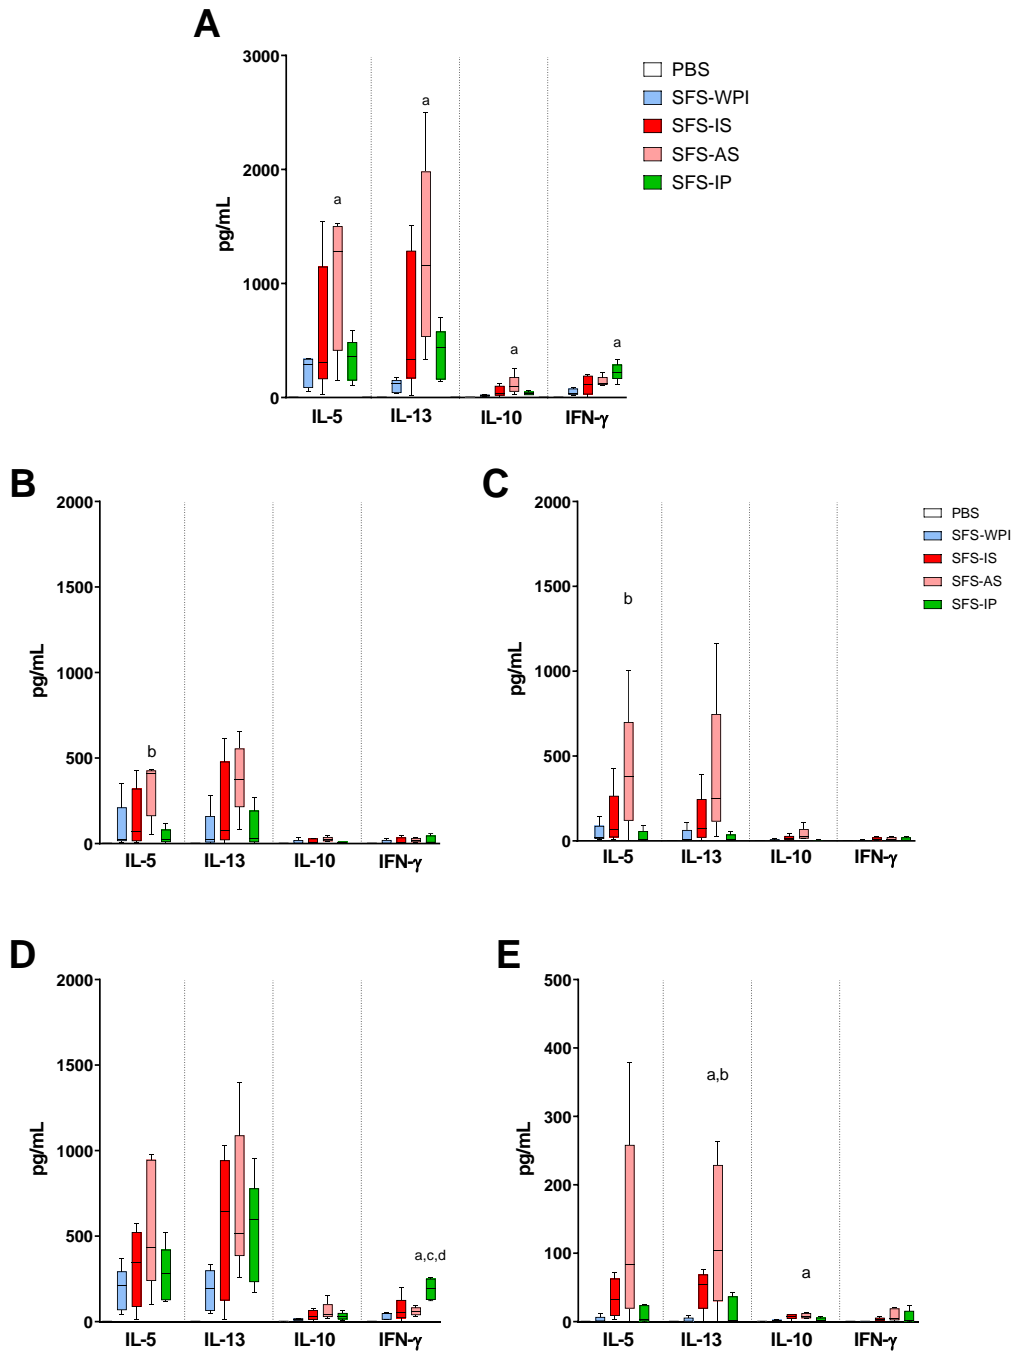 A
3000
2000
1000
0
pg/mL
a
a
a
a
IL-5 IL-13 IL-10 IFN-γ
PBS
SFS-WPI
SFS-IS
SFS-AS
SFS-IP
B
2000
1500
1000
500
0
pg/mL
b
IL-5 IL-13 IL-10 IFN-γ
C
2000
1500
1000
500
0
pg/mL
b
IL-5 IL-13 IL-10 IFN-γ
PBS
SFS-WPI
SFS-IS
SFS-AS
SFS-IP
D
2000
1500
1000
500
0
pg/mL
a,c,d
IL-5 IL-13 IL-10 IFN-γ
E
500
400
300
200
100
0
pg/mL
a,b
a
IL-5 IL-13 IL-10 IFN-γ